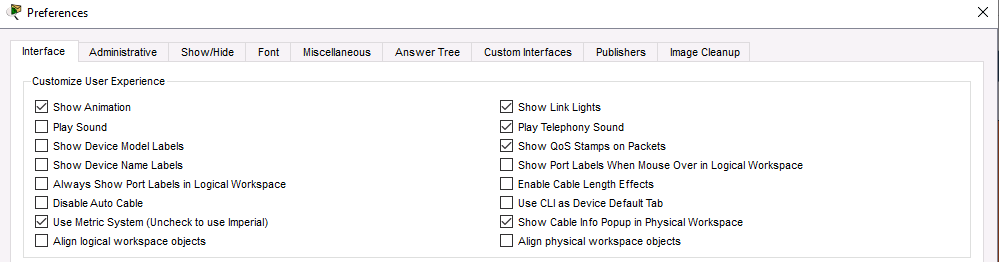 Preferences
Interface
Administrative
Show/Hide
Font
Miscellaneous
Answer Tree
Custom Interfaces
Publishers
Image Cleanup
Customize User Experience
Show Animation
Show Link Lights
Play Sound
Play Telephony Sound
Show Device Model Labels
Show QoS Stamps on Packets
Show Device Name Labels
Show Port Labels When Mouse Over in Logical Workspace
Always Show Port Labels in Logical Workspace
Enable Cable Length Effects
Disable Auto Cable
Use CLI as Device Default Tab
Use Metric System (Uncheck to use Imperial)
Show Cable Info Popup in Physical Workspace
Align logical workspace objects
Align physical workspace objects